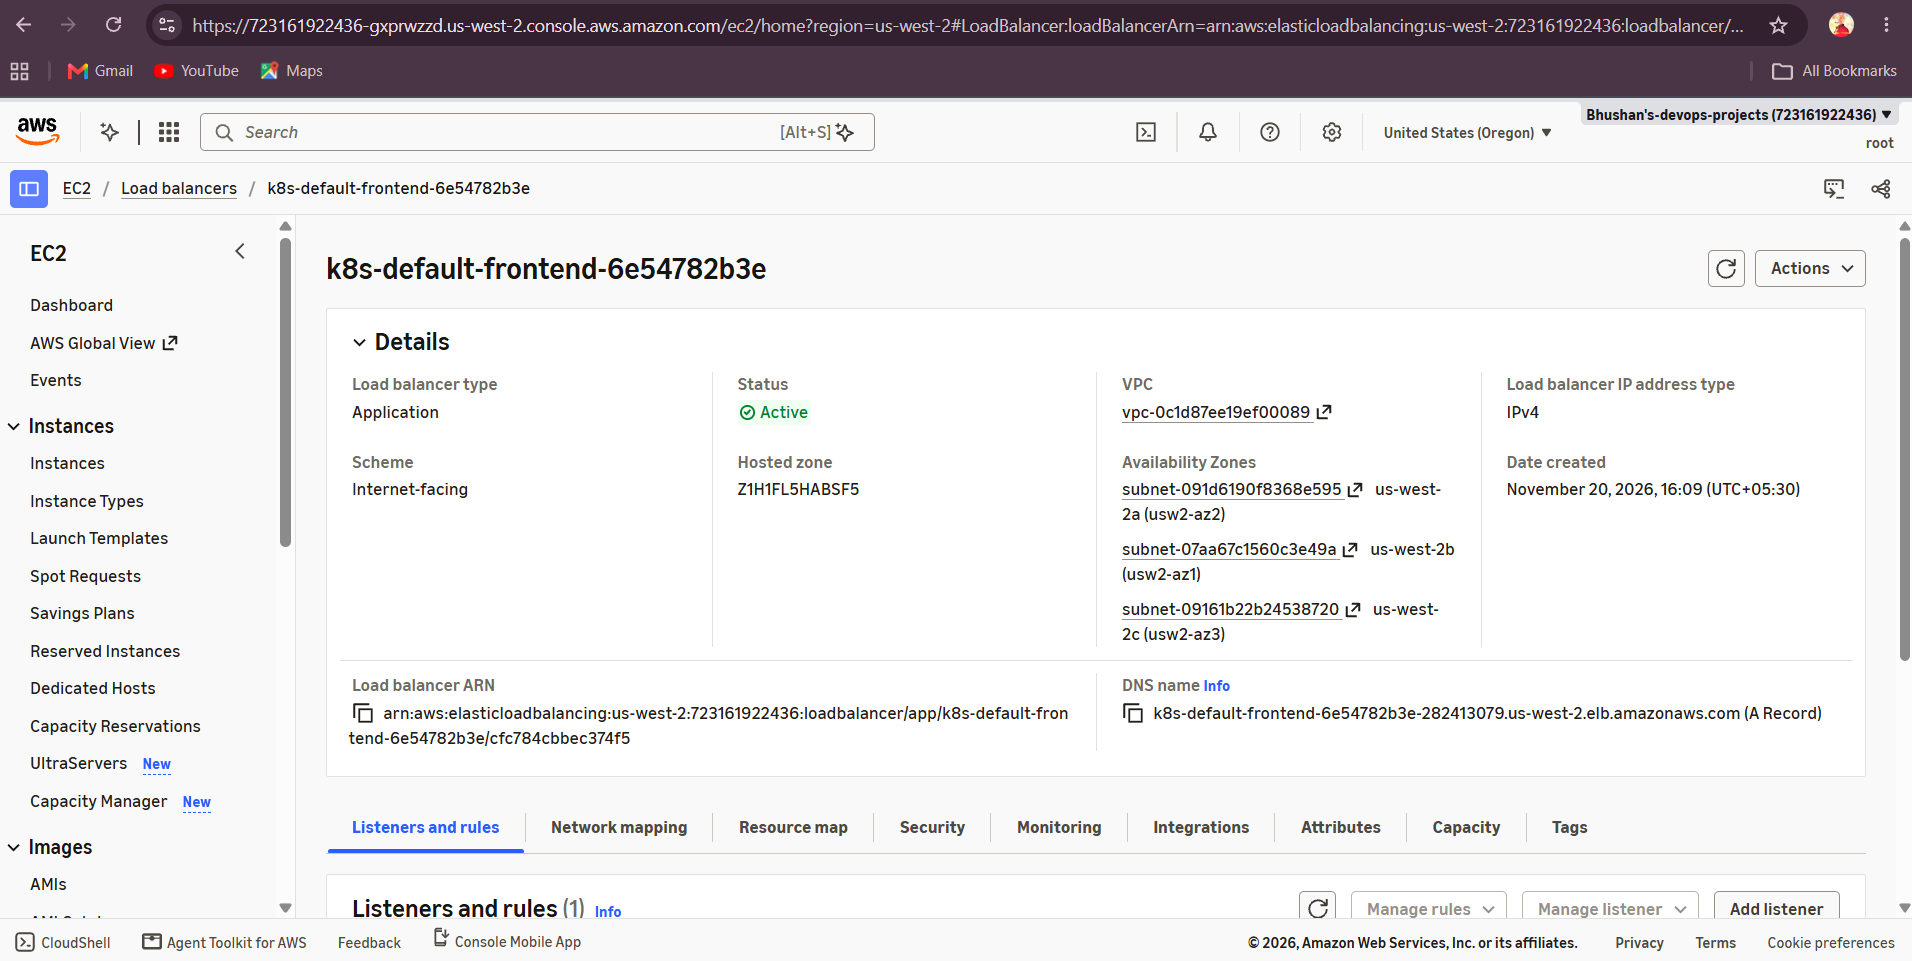 https://723161922436-gxprwzzd.us-west-2.console.aws.amazon.com/ec2/home?region=us-west-2#LoadBalancer:loadBalancerArn=arn:aws:elasticloadbalancing:us-west-2:723161922436:loadbalancer/...
Gmail YouTube Maps All Bookmarks
aws Search [Alt+S] United States (Oregon) Bhushan's-devops-projects (723161922436)
root
EC2 / Load balancers / k8s-default-frontend-6e54782b3e
EC2
Dashboard
AWS Global View
Events
Instances
Instances
Instance Types
Launch Templates
Spot Requests
Savings Plans
Reserved Instances
Dedicated Hosts
Capacity Reservations
UltraServers New
Capacity Manager New
Images
AMIs
k8s-default-frontend-6e54782b3e
Actions
Details
Load balancer type
Application
Status
Active
VPC
vpc-0c1d87ee19ef00089
Load balancer IP address type
IPv4
Scheme
Internet-facing
Hosted zone
Z1H1FL5HABSF5
Availability Zones
subnet-091d6190f8368e595 us-west-
2a (usw2-az2)
subnet-07aa67c1560c3e49a us-west-2b
(usw2-az1)
subnet-09161b22b24538720 us-west-
2c (usw2-az3)
Date created
November 20, 2026, 16:09 (UTC+05:30)
Load balancer ARN
arn:aws:elasticloadbalancing:us-west-2:723161922436:loadbalancer/app/k8s-default-fron
tend-6e54782b3e/cfc784cbbec374f5
DNS name Info
k8s-default-frontend-6e54782b3e-282413079.us-west-2.elb.amazonaws.com (A Record)
Listeners and rules Network mapping Resource map Security Monitoring Integrations Attributes Capacity Tags
Listeners and rules (1) Info
Manage rules Manage listener Add listener
CloudShell Agent Toolkit for AWS Feedback Console Mobile App © 2026, Amazon Web Services, Inc. or its affiliates. Privacy Terms Cookie preferences